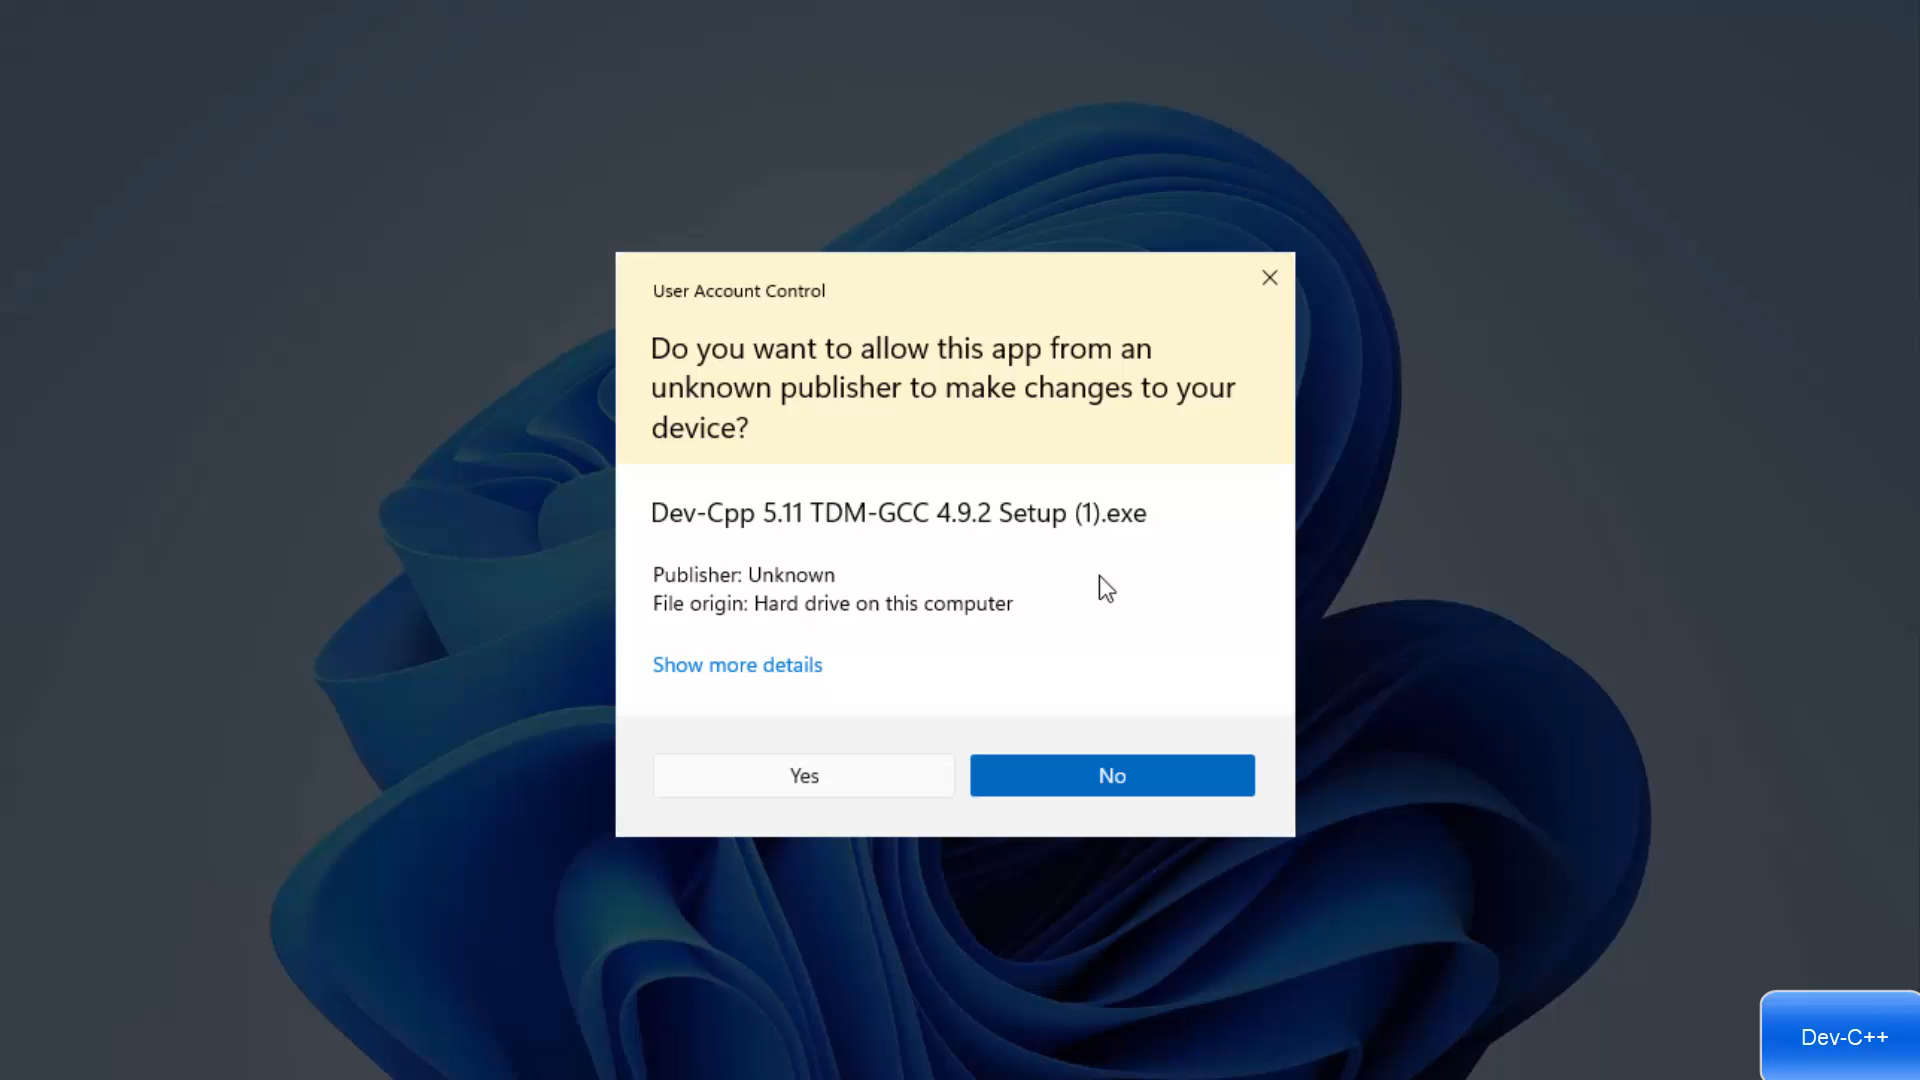 User Account Control
Do you want to allow this app from an
unknown publisher to make changes to your
device?
Dev-Cpp 5.11 TDM-GCC 4.9.2 Setup (1).exe
Publisher: Unknown
File origin: Hard drive on this computer
Show more details
Yes
No
Dev-C++